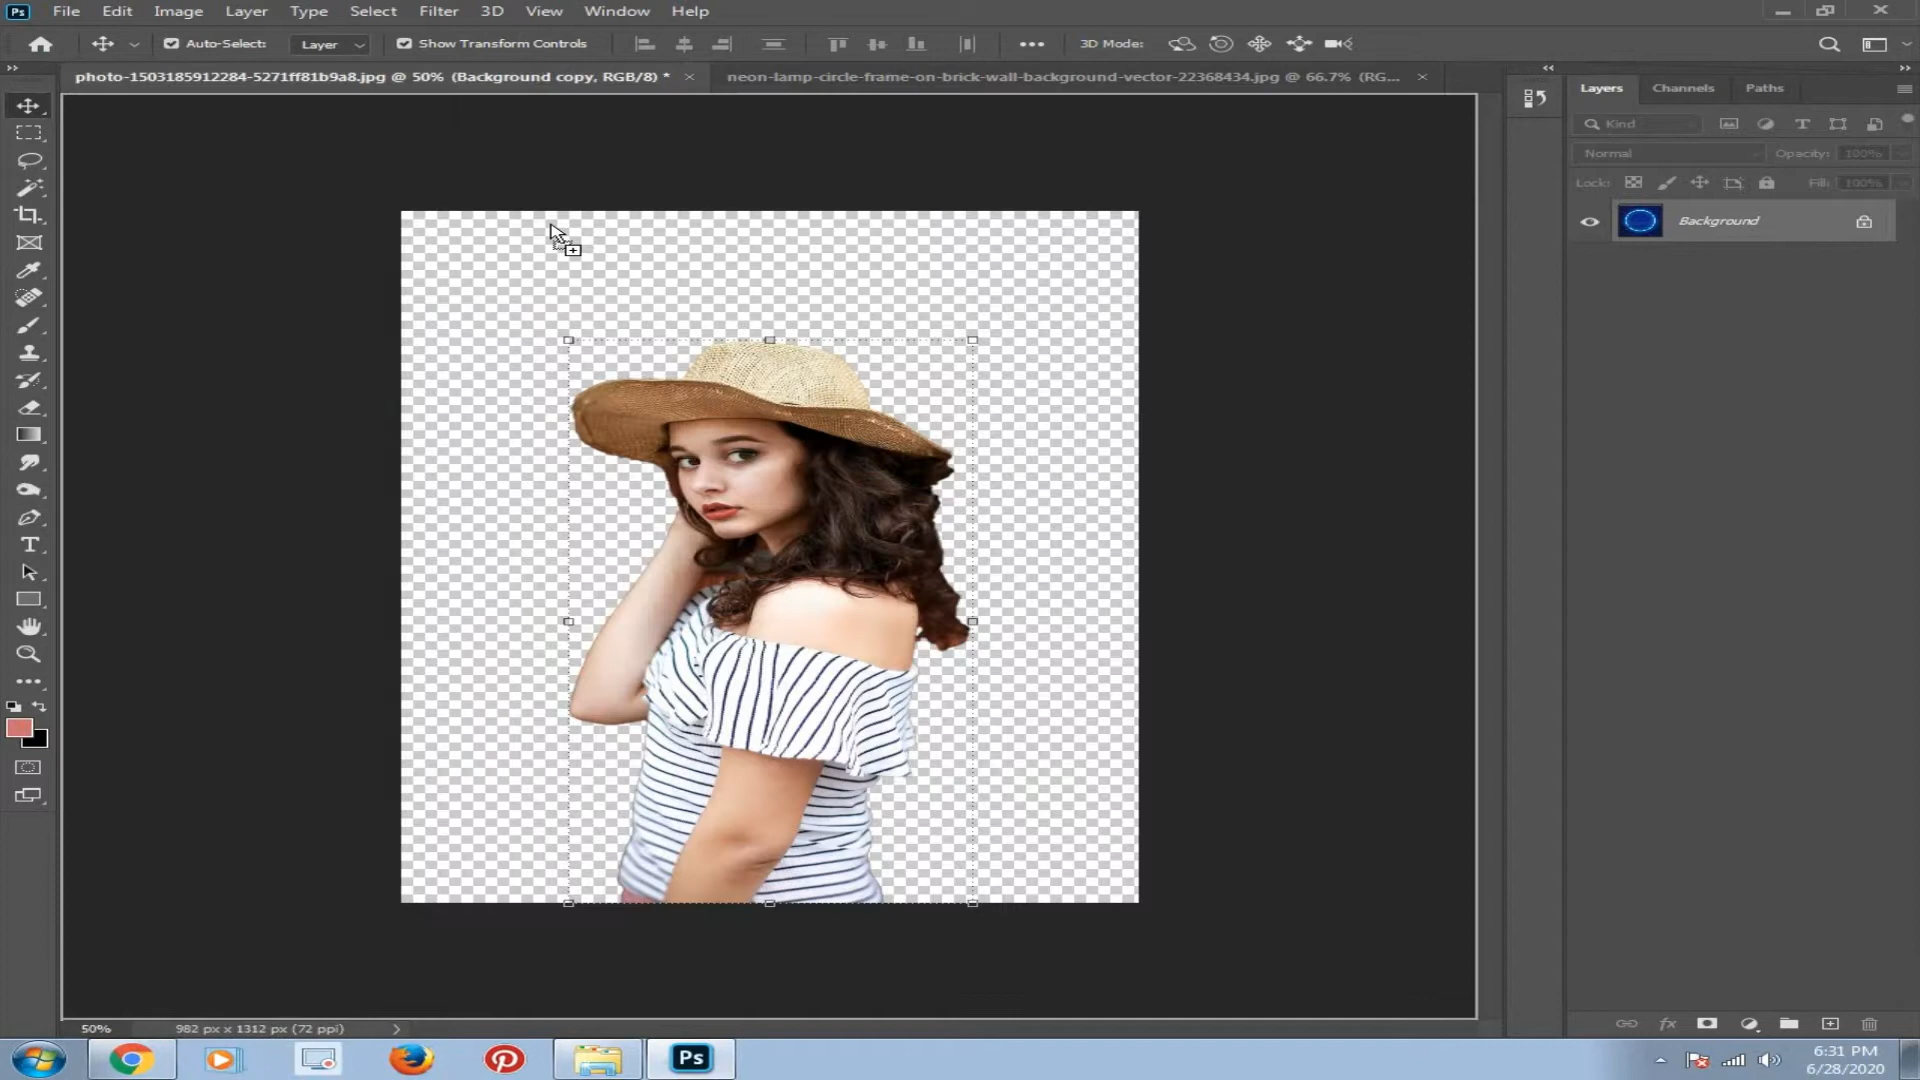 Ps File Edit Image Layer Type Select Filter 3D View Window Help
Auto-Select: Layer Show Transform Controls 3D Mode:
photo-1503185912284-5271ff81b9a8.jpg @ 50% (Background copy, RGB/8) * neon-lamp-circle-frame-on-brick-wall-background-vector-22368434.jpg @ 66.7% (RG...
Layers Channels Paths
Kind
Normal Opacity: 100%
Lock: Fill: 100%
Background
50% 982 px x 1312 px (72 ppi)
Ps
6:31 PM
6/28/2020